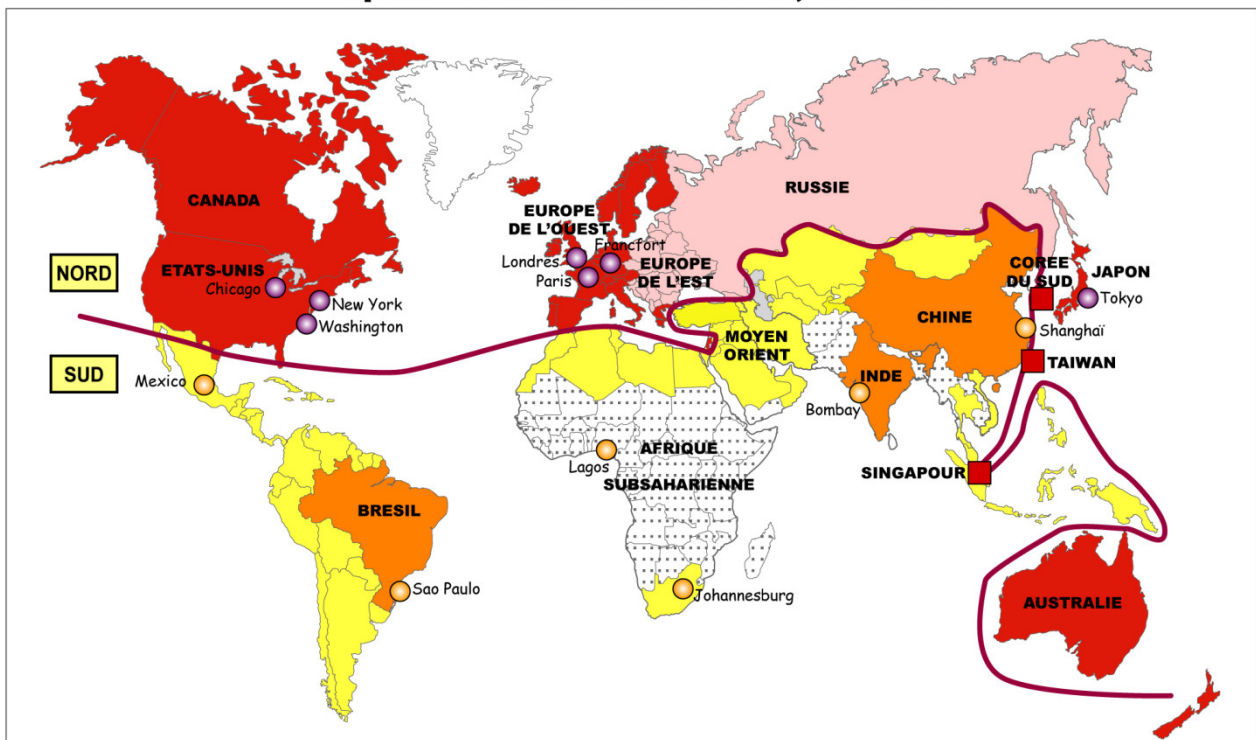 CANADA
RUSSIE
EUROPE
DE L'OUEST
Francfort
Londres
Paris
EUROPE
DE L'EST
NORD
ETATS-UNIS
Chicago
New York
Washington
COREE
DU SUD
JAPON
Tokyo
CHINE
Shanghaï
MOYEN
ORIENT
SUD
Mexico
TAIWAN
INDE
Bombay
AFRIQUE
Lagos
SUBSAHARIENNE
SINGAPOUR
BRESIL
Sao Paulo
Johannesburg
AUSTRALIE